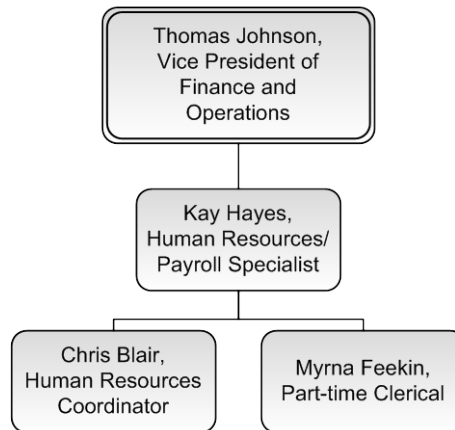 Thomas Johnson,
Vice President of
Finance and
Operations
Kay Hayes,
Human Resources/
Payroll Specialist
Chris Blair,
Human Resources
Coordinator
Myrna Feekin,
Part-time Clerical